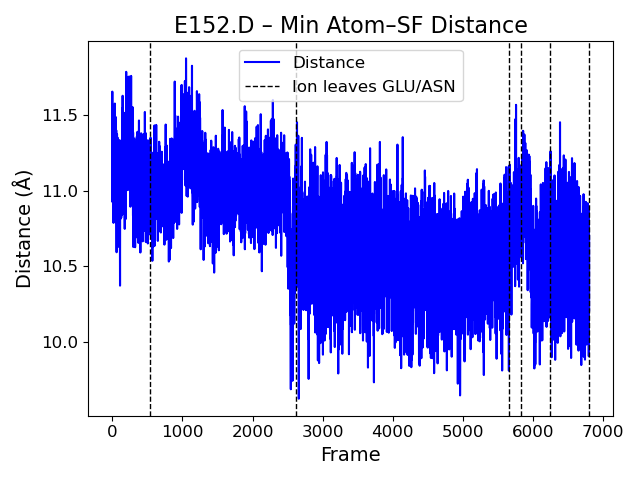 E152.D – Min Atom–SF Distance
Distance
Ion leaves GLU/ASN
Distance (Å)
11.5
11.0
10.5
10.0
0 1000 2000 3000 4000 5000 6000 7000
Frame